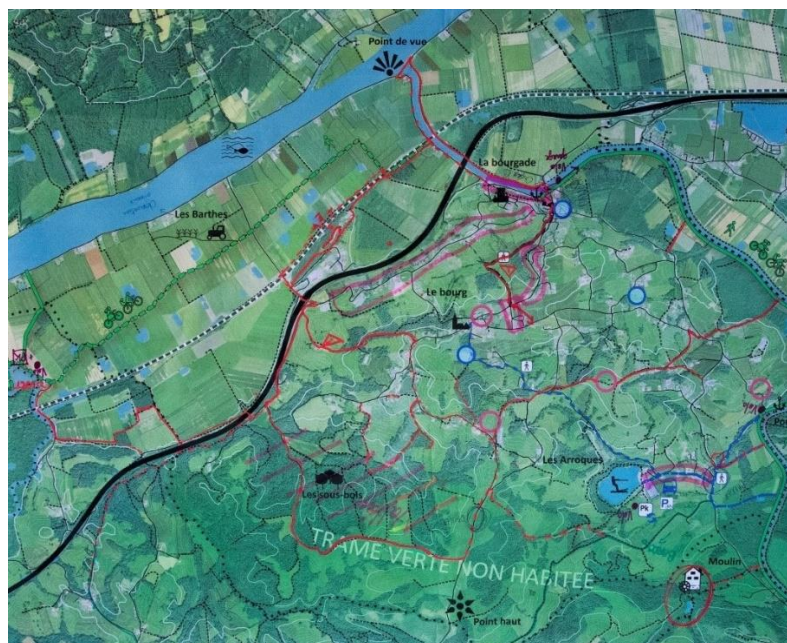 Point de vue
La bourgade
Les Barthes
Le bourg
Les Arroques
Les sous-bois
Pk
P
TRAME VERTE NON HABITEE
Moulin
Point haut